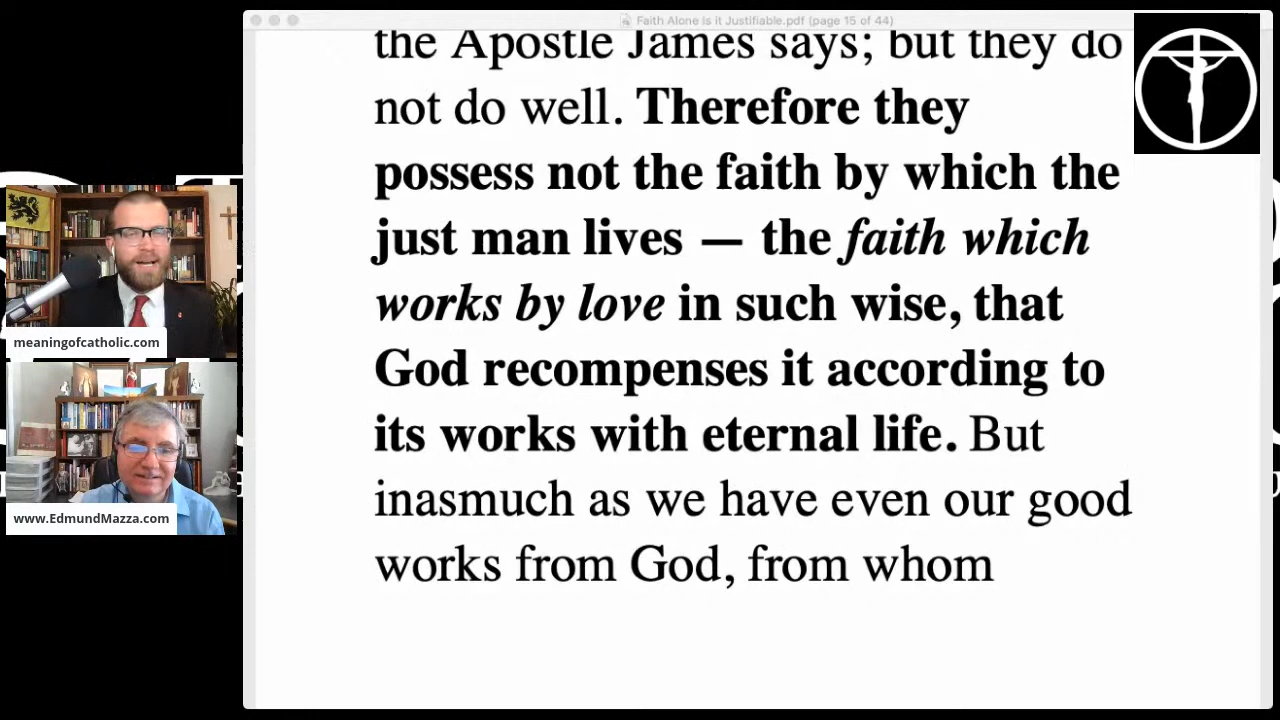 Faith Alone Is it Justifiable.pdf (page 15 of 44)
the Apostle James says; but they do
not do well. Therefore they
possess not the faith by which the
just man lives — the faith which
works by love in such wise, that
God recompenses it according to
its works with eternal life. But
inasmuch as we have even our good
works from God, from whom
meaningofcatholic.com
www.EdmundMazza.com